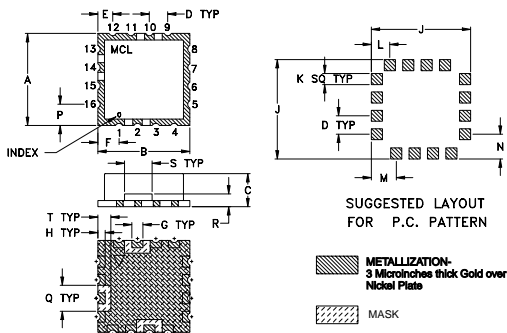 E
D TYP
12 11 10 9
13
14
15
16
MCL
8
7
6
5
A
P
INDEX
F
1 2 3 4
B
S TYP
C
R
T TYP
H TYP
G TYP
Q TYP
J
L
K SQ TYP
J
D TYP
N
M
SUGGESTED LAYOUT
FOR P.C. PATTERN
METALLIZATION-
3 Microinches thick Gold over
Nickel Plate
MASK